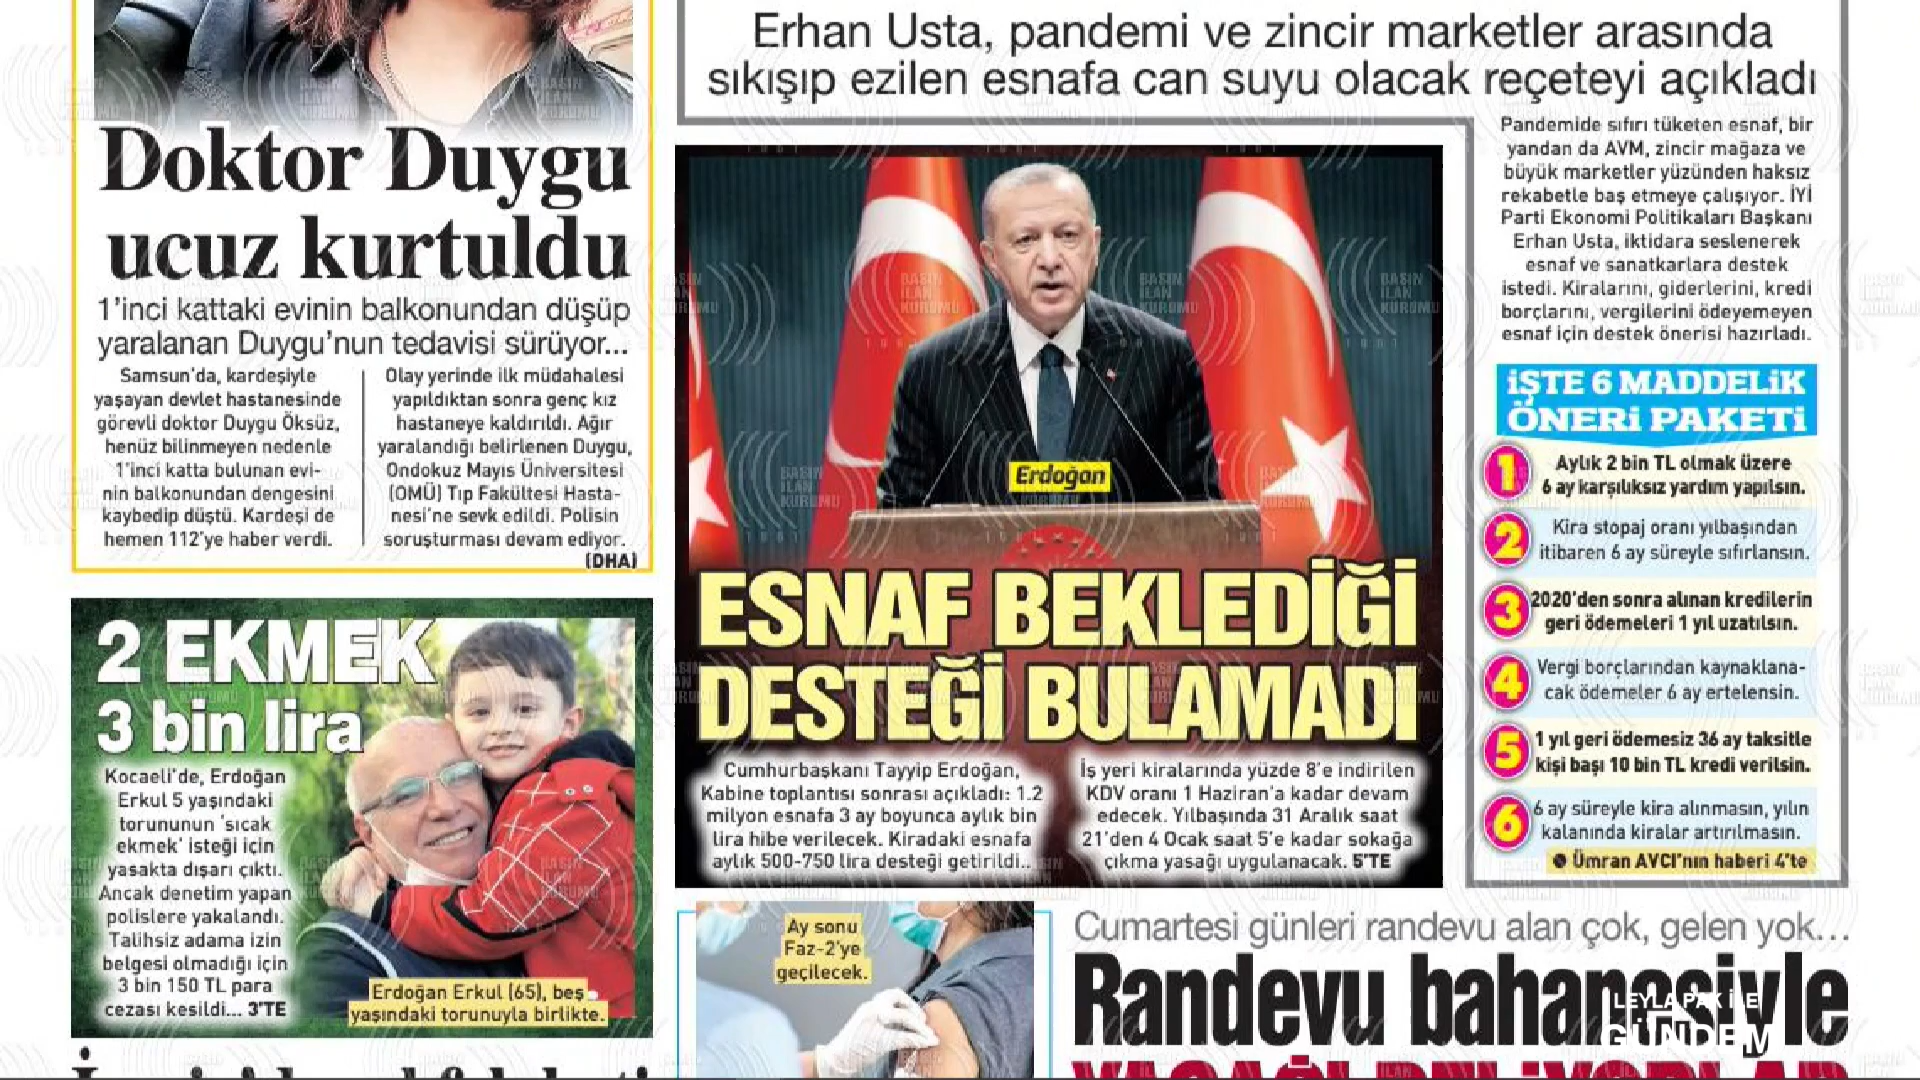 Doktor Duygu
ucuz kurtuldu
1'inci kattaki evinin balkonundan düşüp
yaralanan Duygu'nun tedavisi sürüyor...
Samsun'da, kardeşiyle
yaşayan devlet hastanesinde
görevli doktor Duygu Öksüz,
henüz bilinmeyen nedenle
1'inci katta bulunan evi-
nin balkonundan dengesini
kaybedip düştü. Kardeşi de
hemen 112'ye haber verdi.
Olay yerinde ilk müdahalesi
yapıldıktan sonra genç kız
hastaneye kaldırıldı. Ağır
yaralandığı belirlenen Duygu,
Ondokuz Mayıs Üniversitesi
(OMÜ) Tıp Fakültesi Hasta-
nesi'ne sevk edildi. Polisin
soruşturması devam ediyor.
(DHA)
2 EKMEK
3 bin lira
Kocaeli'de, Erdoğan
Erkul 5 yaşındaki
torununun 'sıcak
ekmek' isteği için
yasakta dışarı çıktı.
Ancak denetim yapan
polislere yakalandı.
Talihsiz adama izin
belgesi olmadığı için
3 bin 150 TL para
cezası kesildi... 3'TE
Erdoğan Erkul (65), beş
yaşındaki torunuyla birlikte.
Erhan Usta, pandemi ve zincir marketler arasında
sıkışıp ezilen esnafa can suyu olacak reçeteyi açıkladı
Erdoğan
ESNAF BEKLEDİĞİ
DESTEĞİ BULAMADI
Cumhurbaşkanı Tayyip Erdoğan,
Kabine toplantısı sonrası açıkladı: 1.2
milyon esnafa 3 ay boyunca aylık bin
lira hibe verilecek. Kiradaki esnafa
aylık 500-750 lira desteği getirildi..
İş yeri kiralarında yüzde 8'e indirilen
KDV oranı 1 Haziran'a kadar devam
edecek. Yılbaşında 31 Aralık saat
21'den 4 Ocak saat 5'e kadar sokağa
çıkma yasağı uygulanacak. 5'TE
Pandemide sıfırı tüketen esnaf, bir
yandan da AVM, zincir mağaza ve
büyük marketler yüzünden haksız
rekabetle baş etmeye çalışıyor. İYİ
Parti Ekonomi Politikaları Başkanı
Erhan Usta, iktidara seslenerek
esnaf ve sanatkarlara destek
istedi. Kiralarını, giderlerini, kredi
borçlarını, vergilerini ödeyemeyen
esnaf için destek önerisi hazırladı.
İŞTE 6 MADDELİK
ÖNERİ PAKETİ
1 Aylık 2 bin TL olmak üzere
6 ay karşılıksız yardım yapılsın.
2 Kira stopaj oranı yılbaşından
itibaren 6 ay süreyle sıfırlansın.
3 2020'den sonra alınan kredilerin
geri ödemeleri 1 yıl uzatılsın.
4 Vergi borçlarından kaynaklana-
cak ödemeler 6 ay ertelensin.
5 1 yıl geri ödemesiz 36 ay taksitle
kişi başı 10 bin TL kredi verilsin.
6 6 ay süreyle kira alınmasın, yılın
kalanında kiralar artırılmasın.
Ümran AVCI'nın haberi 4'te
Ay sonu
Faz-2'ye
geçilecek.
Cumartesi günleri randevu alan çok, gelen yok...
Randevu bahanesiyle
LEYLA PAK İLE
GÜNDEM
BASIN
İLAN
KURUMU